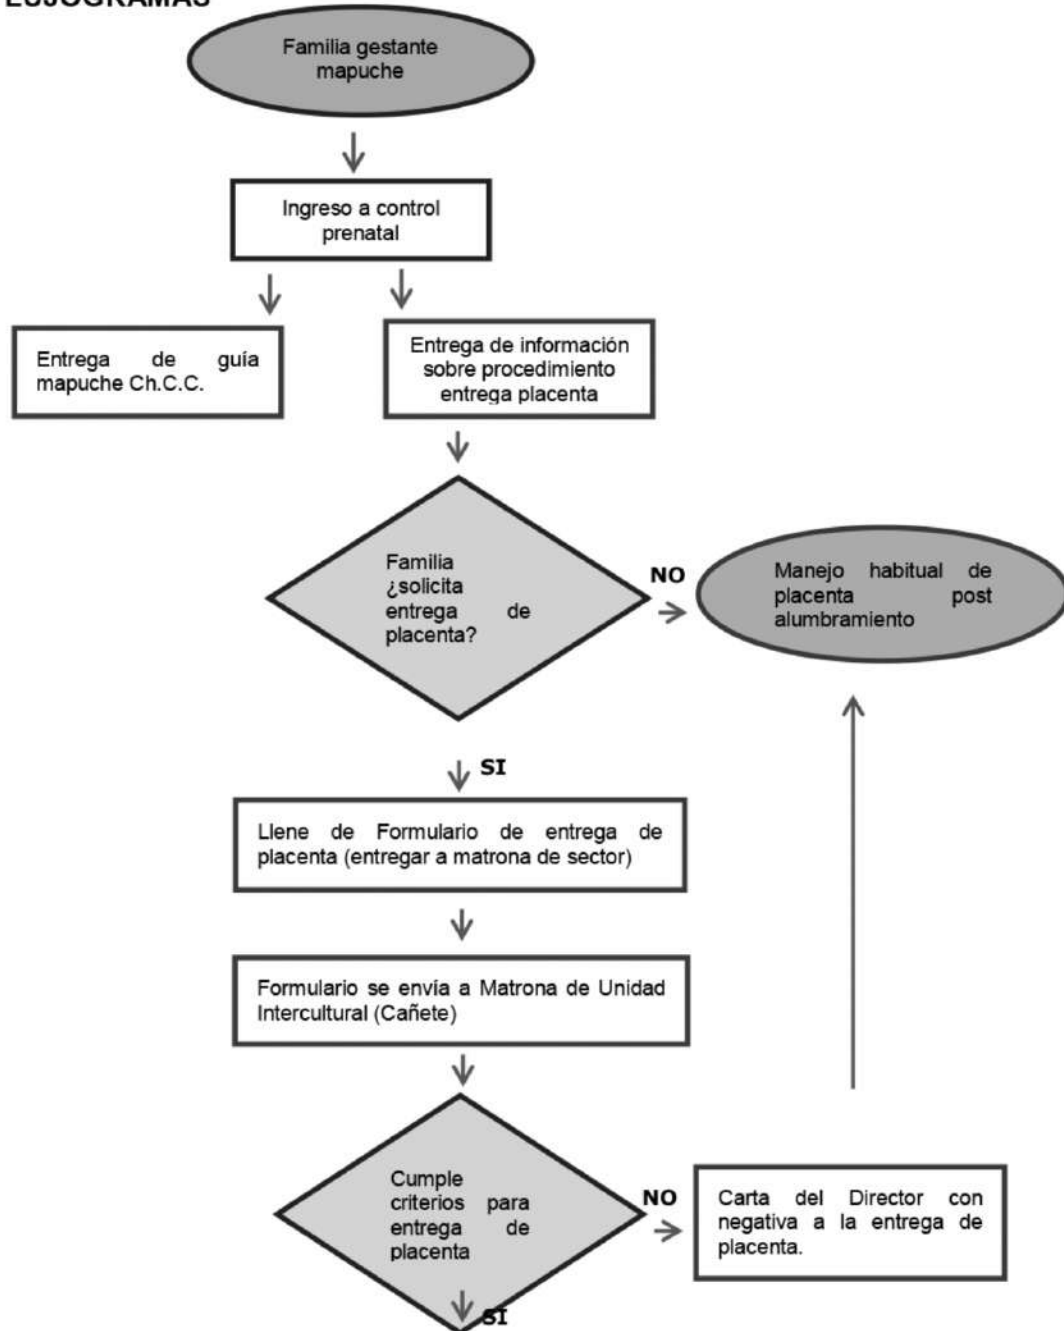 LUJOGRAMAS
Familia gestante
mapuche
Ingreso a control
prenatal
Entrega de guía
mapuche Ch.C.C.
Entrega de información
sobre procedimiento
entrega placenta
Familia
¿solicita
entrega de
placenta?
NO
Manejo habitual de
placenta post
alumbramiento
SI
Llene de Formulario de entrega de
placenta (entregar a matrona de sector)
Formulario se envía a Matrona de Unidad
Intercultural (Cañete)
Cumple
criterios para
entrega de
placenta
NO
Carta del Director con
negativa a la entrega de
placenta.
SI